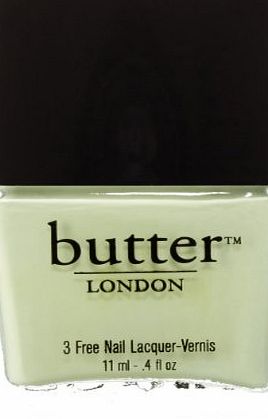 butter™
LONDON
3 Free Nail Lacquer-Vernis
11 ml - .4 fl oz